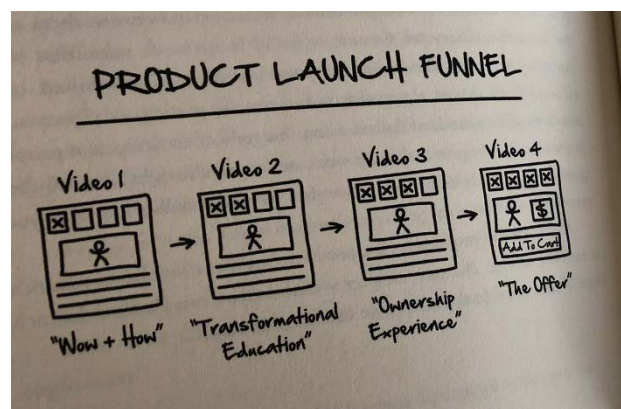 PRODUCT LAUNCH FUNNEL
Video 1
Video 2
Video 3
Video 4
$
Add To Cart
"Wow + How"
"Transformational
Education"
"Ownership
Experience"
"The Offer"